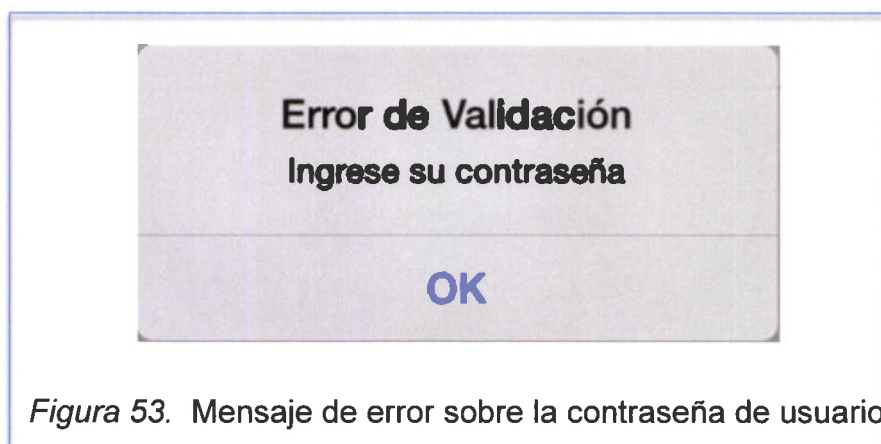 Error de Validación
Ingrese su contraseña
OK
Figura 53. Mensaje de error sobre la contraseña de usuario